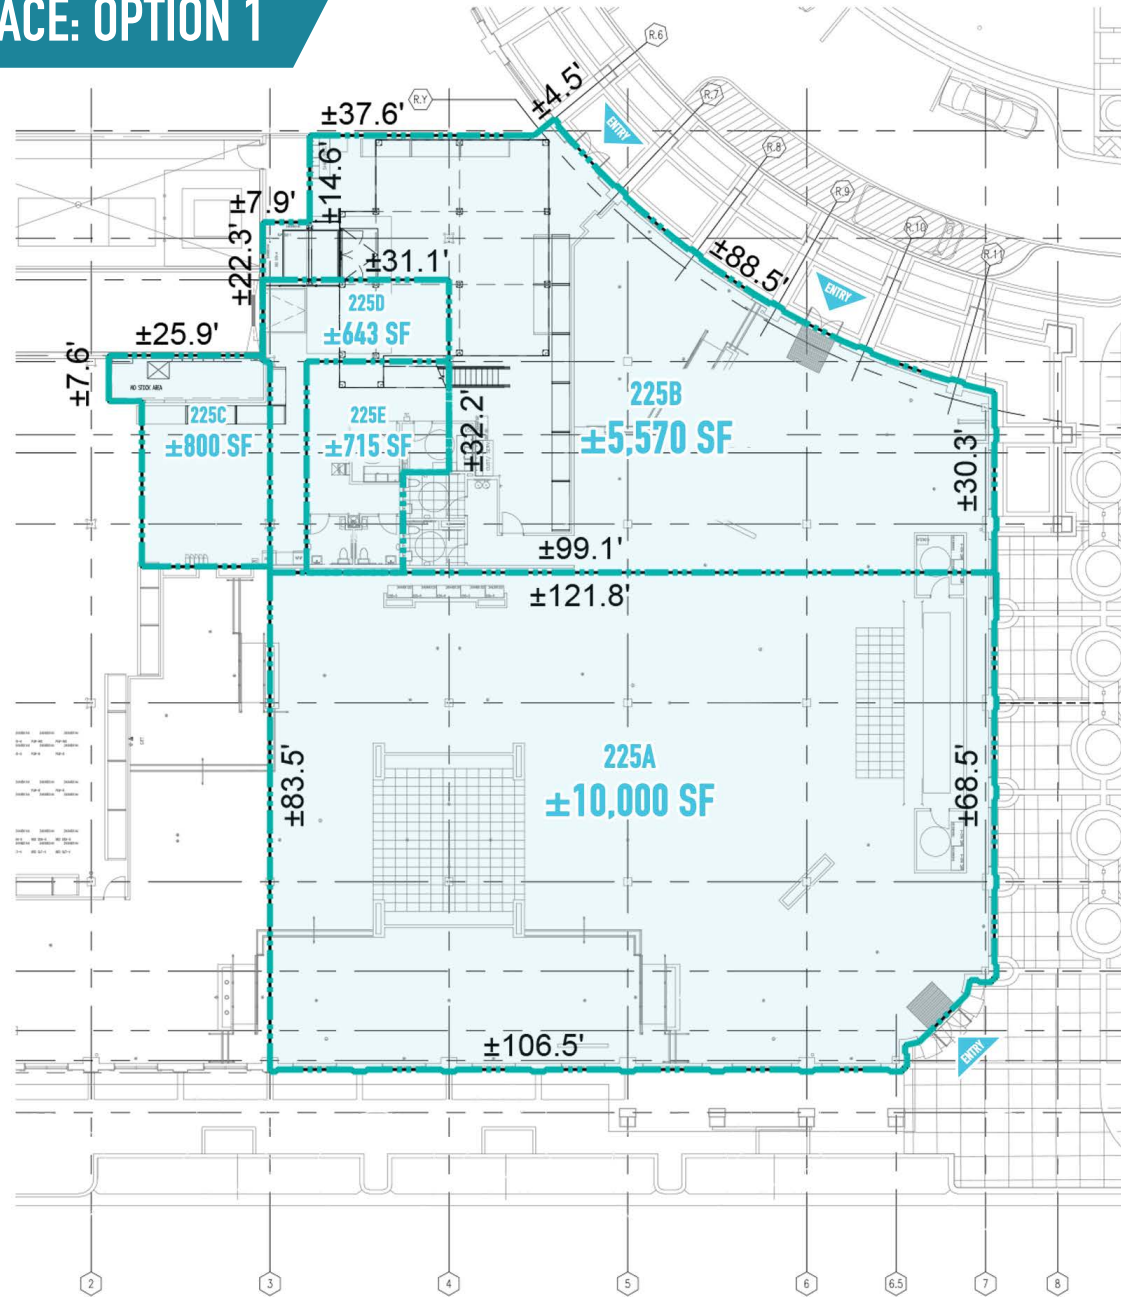 ACE: OPTION 1
R.6
±4.5'
R.Y
±37.6'
ENTRY
R.7
±14.6'
R.8
±7.9'
R.9
±22.3'
±31.1'
±88.5'
R.10
R.11
ENTRY
225D
±643 SF
±25.9'
±7.6'
NO STOCK AREA
225C
±800 SF
225E
±715 SF
±32.2'
225B
±5,570 SF
±30.3'
±99.1'
±121.8'
225A
±10,000 SF
±83.5'
±68.5'
±106.5'
ENTRY
2
3
4
5
6
6.5
7
8